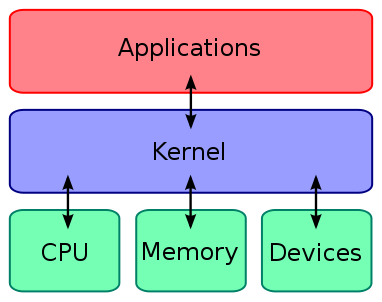 Applications
Kernel
CPU
Memory
Devices